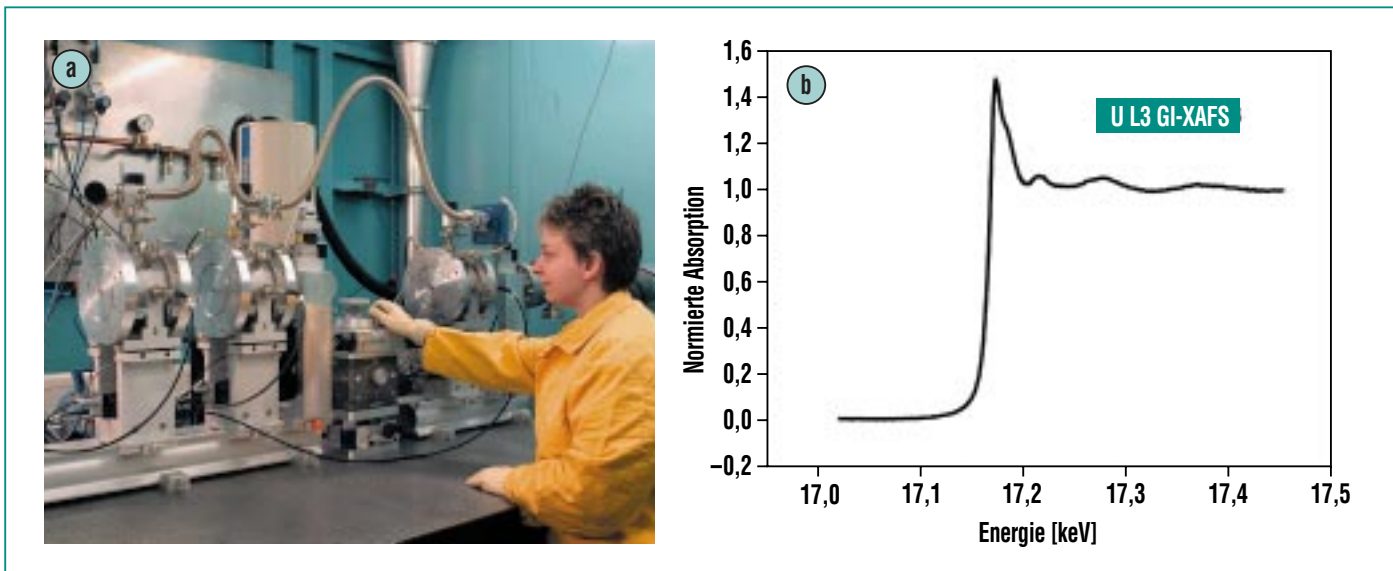 a
b
U L3 GI-XAFS
Normierte Absorption
1,6
1,4
1,2
1,0
0,8
0,6
0,4
0,2
0,0
–0,2
17,0 17,1 17,2 17,3 17,4 17,5
Energie [keV]